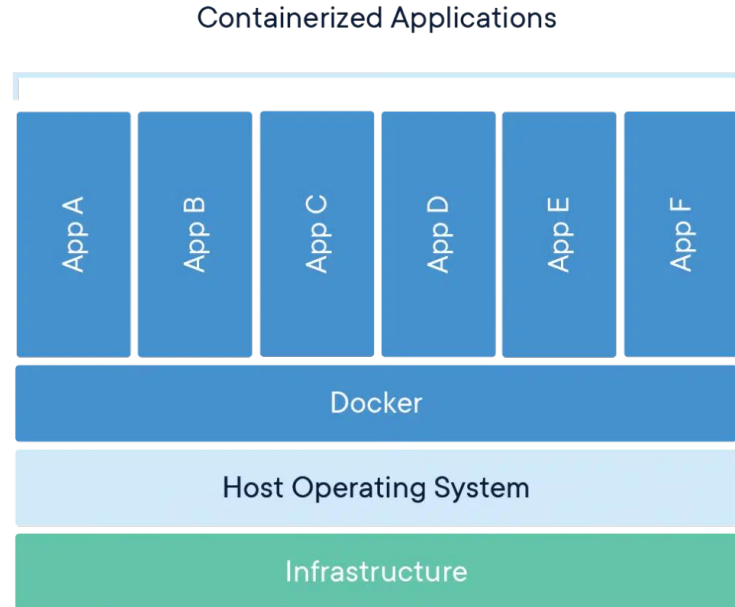 Containerized Applications
App A
App B
App C
App D
App E
App F
Docker
Host Operating System
Infrastructure